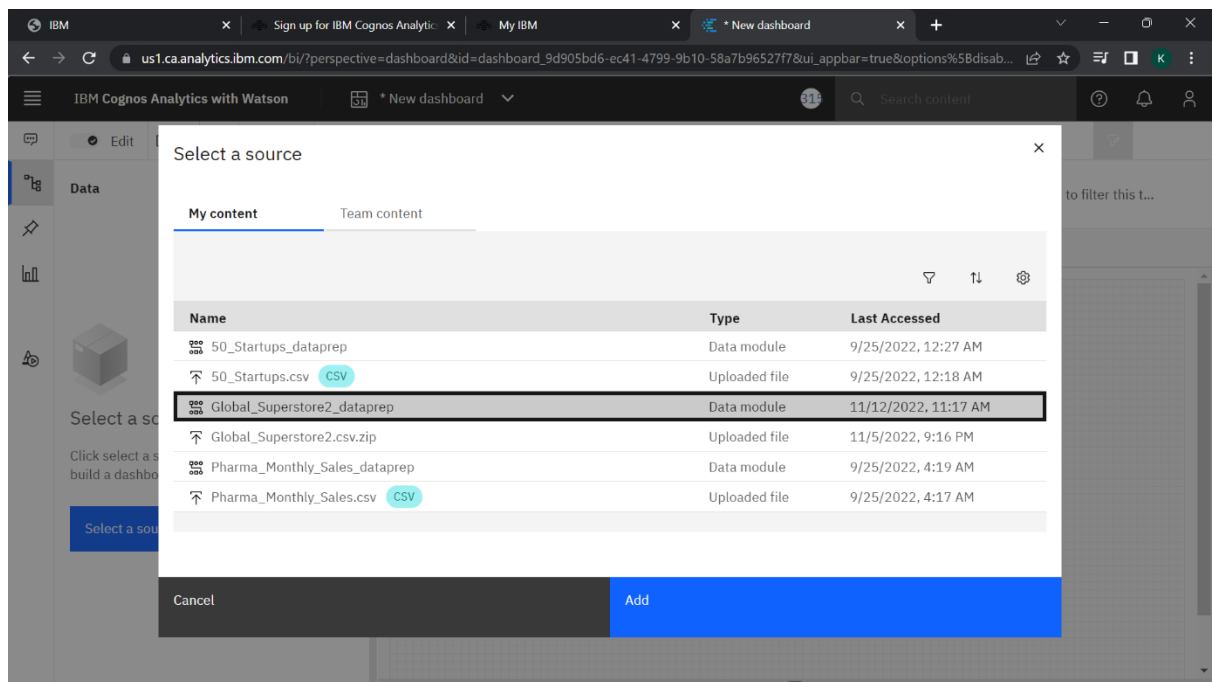 IBM
Sign up for IBM Cognos Analytic
My IBM
* New dashboard
us1.ca.analytics.ibm.com/bi/?perspective=dashboard&id=dashboard_9d905bd6-ec41-4799-9b10-58a7b96527f7&ui_appbar=true&options%5Bdisab...
K
IBM Cognos Analytics with Watson
* New dashboard
Search content
Edit
Select a source
Data
to filter this t...
My content Team content
Name Type Last Accessed
50_Startups_dataprep Data module 9/25/2022, 12:27 AM
50_Startups.csv CSV Uploaded file 9/25/2022, 12:18 AM
Global_Superstore2_dataprep Data module 11/12/2022, 11:17 AM
Global_Superstore2.csv.zip Uploaded file 11/5/2022, 9:16 PM
Pharma_Monthly_Sales_dataprep Data module 9/25/2022, 4:19 AM
Pharma_Monthly_Sales.csv CSV Uploaded file 9/25/2022, 4:17 AM
Select a so
Click select a s
build a dashbo
Select a sou
Cancel Add